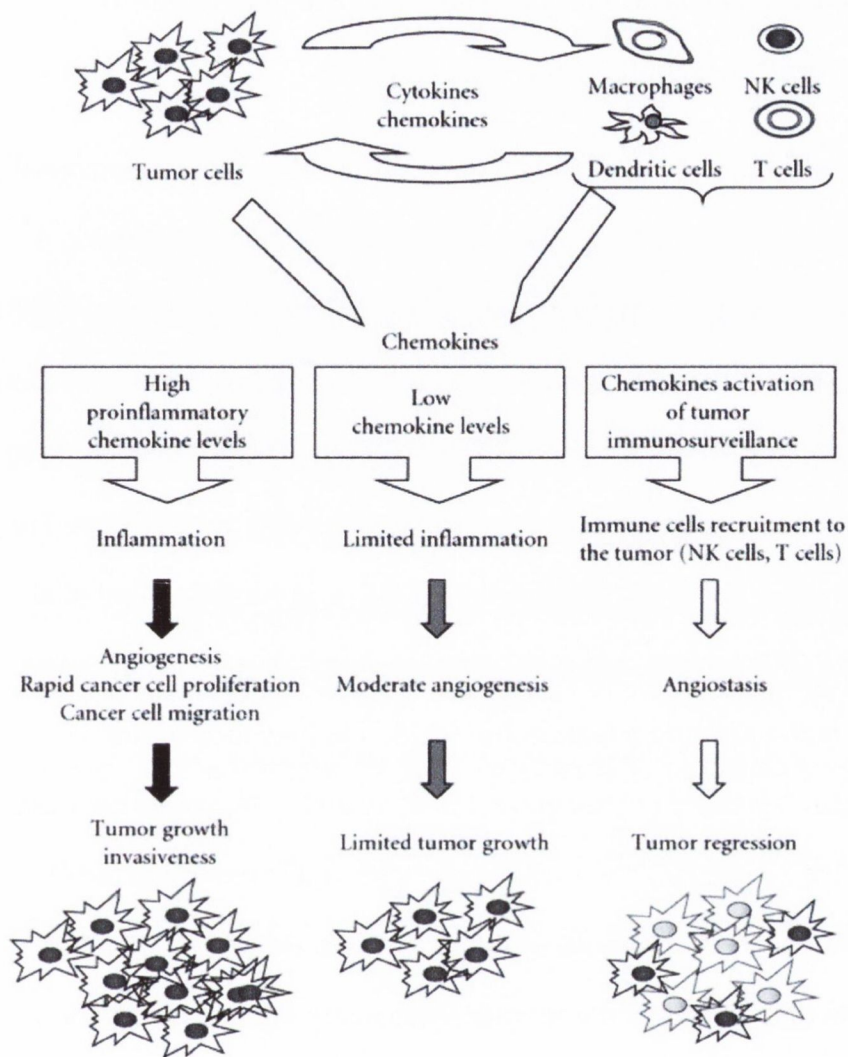 Cytokines
chemokines
Macrophages
NK cells
Tumor cells
Dendritic cells
T cells
Chemokines
High
proinflammatory
chemokine levels
Low
chemokine levels
Chemokines activation
of tumor
immunosurveillance
Inflammation
Limited inflammation
Immune cells recruitment to
the tumor (NK cells, T cells)
Angiogenesis
Rapid cancer cell proliferation
Cancer cell migration
Moderate angiogenesis
Angiostasis
Tumor growth
invasiveness
Limited tumor growth
Tumor regression